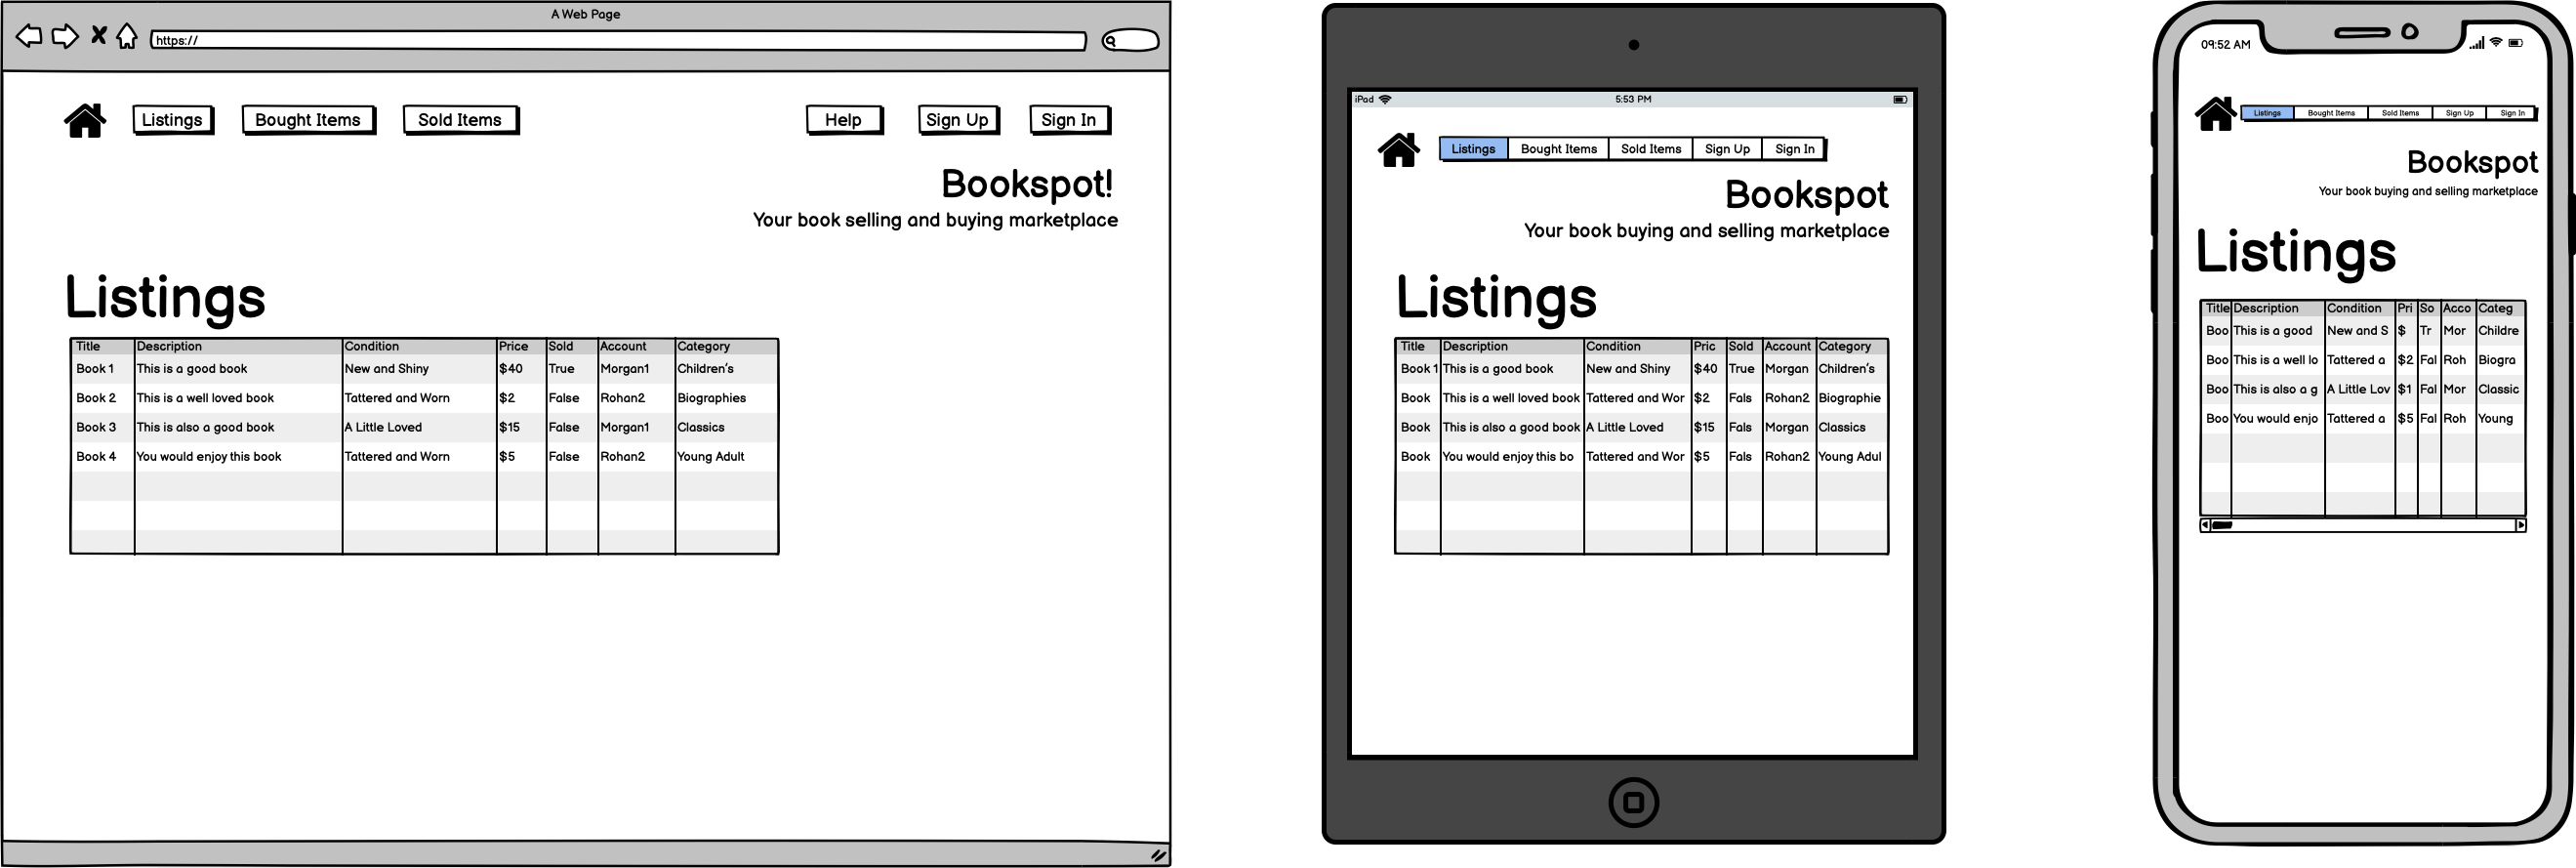 A Web Page
https://
Listings Bought Items Sold Items Help Sign Up Sign In
Bookspot!
Your book selling and buying marketplace
Listings
Title Description Condition Price Sold Account Category
Book 1 This is a good book New and Shiny $40 True Morgan1 Children's
Book 2 This is a well loved book Tattered and Worn $2 False Rohan2 Biographies
Book 3 This is also a good book A Little Loved $15 False Morgan1 Classics
Book 4 You would enjoy this book Tattered and Worn $5 False Rohan2 Young Adult
iPad 5:53 PM
Listings Bought Items Sold Items Sign Up Sign In
Bookspot
Your book buying and selling marketplace
Listings
Title Description Condition Pric Sold Account Category
Book 1 This is a good book New and Shiny $40 True Morgan Children's
Book This is a well loved book Tattered and Wor $2 Fals Rohan2 Biographie
Book This is also a good book A Little Loved $15 Fals Morgan Classics
Book You would enjoy this bo Tattered and Wor $5 Fals Rohan2 Young Adul
09:52 AM
Listings Bought Items Sold Items Sign Up Sign In
Bookspot
Your book buying and selling marketplace
Listings
Title Description Condition Pri So Acco Categ
Boo This is a good New and S $ Tr Mor Childre
Boo This is a well lo Tattered a $2 Fal Roh Biogra
Boo This is also a g A Little Lov $1 Fal Mor Classic
Boo You would enjo Tattered a $5 Fal Roh Young